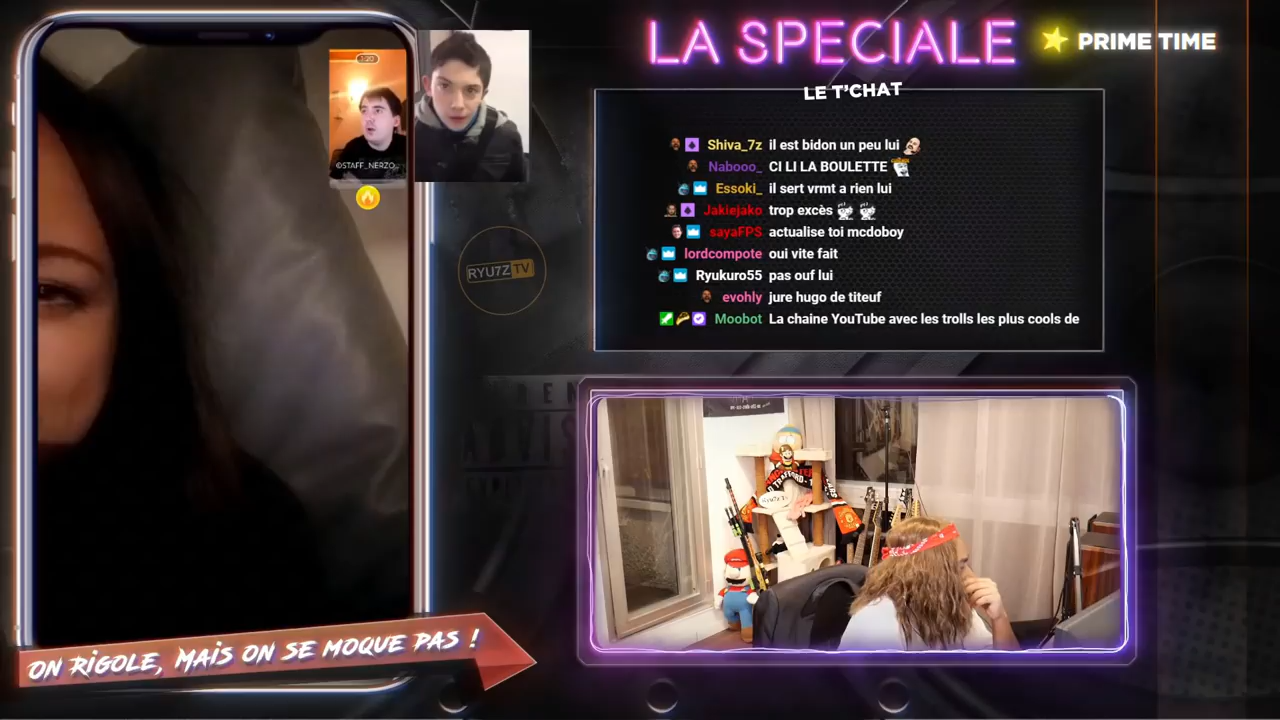 LA SPECIALE
PRIME TIME
LE T'CHAT
1:20
©STAFF_NERZO
RYU7Z TV
Shiva_7z il est bidon un peu lui
Nabooo_ CI LI LA BOULETTE
Essoki_ il sert vrmt a rien lui
Jakiejako trop excès
sayaFPS actualise toi mcdoboy
lordcompote oui vite fait
Ryukuro55 pas ouf lui
evohly jure hugo de titeuf
Moobot La chaine YouTube avec les trolls les plus cools de
TRAFFORD
ON RIGOLE, MAIS ON SE MOQUE PAS !